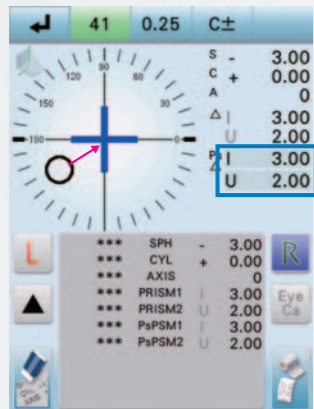 41 0.25 C±
S - 3.00
C + 0.00
A 0
△ I 3.00
U 2.00
Ps △ I 3.00
U 2.00
90
120 60
150
180 0
L
R
▲
Eye Ca
*** SPH - 3.00
*** CYL + 0.00
*** AXIS 0
*** PRISM1 I 3.00
*** PRISM2 U 2.00
*** PsPSM1 I 3.00
*** PsPSM2 U 2.00
AXIS